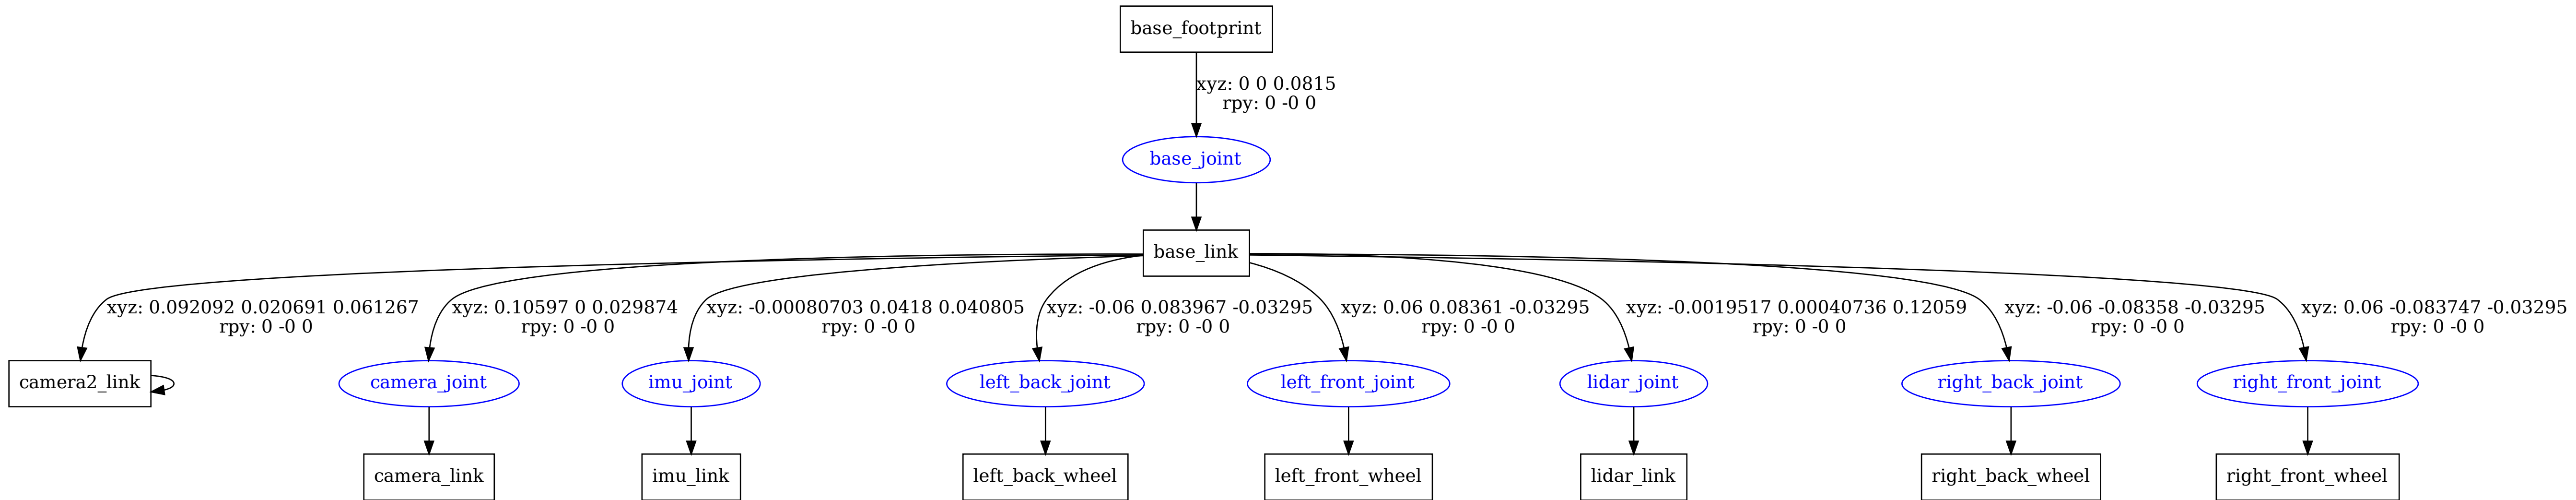 base_footprint
xyz: 0 0 0.0815
rpy: 0 -0 0
base_joint
base_link
xyz: 0.092092 0.020691 0.061267
rpy: 0 -0 0
xyz: 0.10597 0 0.029874
rpy: 0 -0 0
xyz: -0.00080703 0.0418 0.040805
rpy: 0 -0 0
xyz: -0.06 0.083967 -0.03295
rpy: 0 -0 0
xyz: 0.06 0.08361 -0.03295
rpy: 0 -0 0
xyz: -0.0019517 0.00040736 0.12059
rpy: 0 -0 0
xyz: -0.06 -0.08358 -0.03295
rpy: 0 -0 0
xyz: 0.06 -0.083747 -0.03295
rpy: 0 -0 0
camera2_link
camera_joint
imu_joint
left_back_joint
left_front_joint
lidar_joint
right_back_joint
right_front_joint
camera_link
imu_link
left_back_wheel
left_front_wheel
lidar_link
right_back_wheel
right_front_wheel